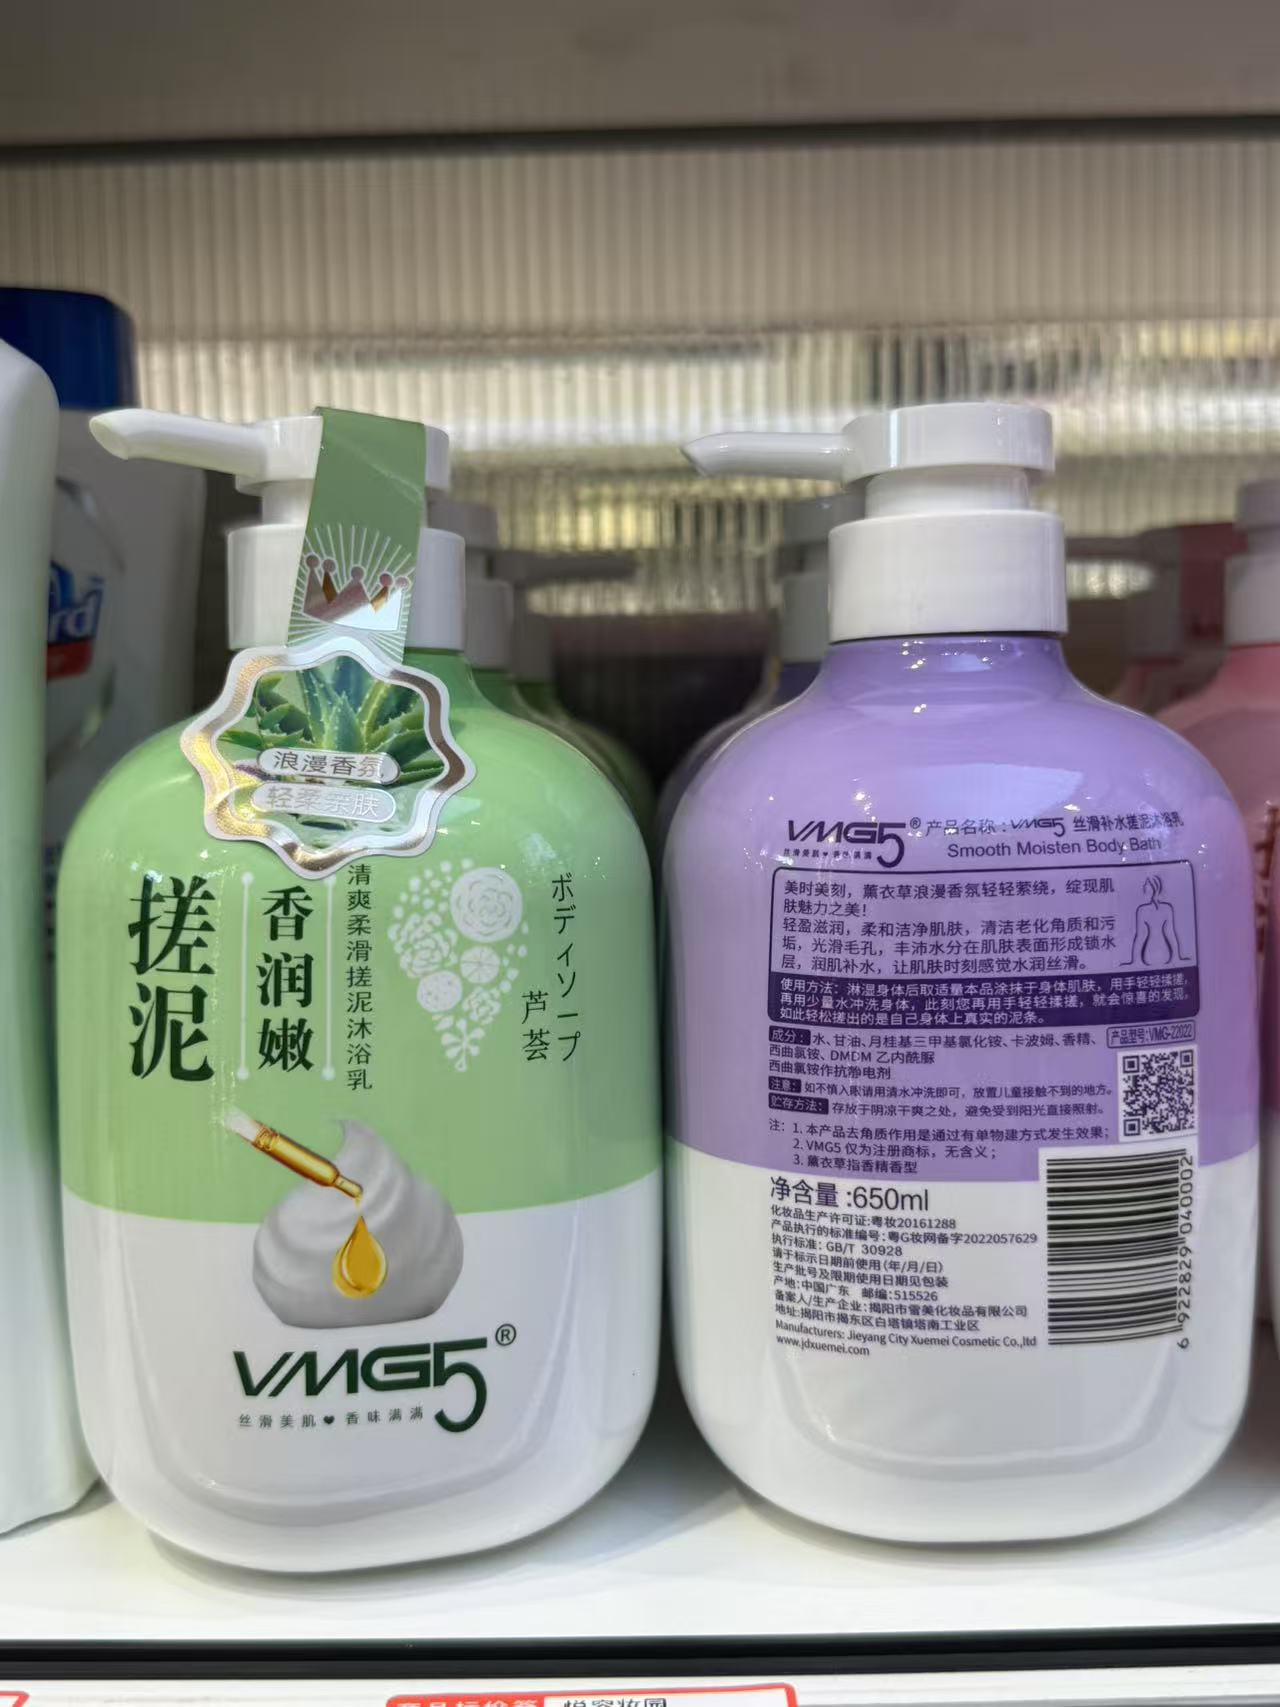 浪漫香氛
轻柔亲肤
搓泥
香润嫩
清爽柔滑搓泥沐浴乳
ボディソープ
芦荟
VMG5®
丝滑美肌♥香味满满
VMG5®
丝滑美肌♥香味满满
产品名称:VMG5 丝滑补水搓泥沐浴乳
Smooth Moisten Body Bath
美时美刻，薰衣草浪漫香氛轻轻萦绕，绽现肌
肤魅力之美!
轻盈滋润，柔和洁净肌肤，清洁老化角质和污
垢，光滑毛孔，丰沛水分在肌肤表面形成锁水
层，润肌补水，让肌肤时刻感觉水润丝滑。
使用方法：淋湿身体后取适量本品涂抹于身体肌肤，用手轻轻揉搓，
再用少量水冲洗身体，此刻您再用手轻轻揉搓，就会惊喜的发现，
如此轻松搓出的是自己身体上真实的泥条。
成分：水、甘油、月桂基三甲基氯化铵、卡波姆、香精、
西曲氯铵、DMDM 乙内酰脲
西曲氯铵作抗静电剂
产品型号:VMG-22022
注意：如不慎入眼请用清水冲洗即可，放置儿童接触不到的地方。
贮存方法：存放于阴凉干爽之处，避免受到阳光直接照射。
注：1. 本产品去角质作用是通过有单物建方式发生效果；
2. VMG5 仅为注册商标，无含义；
3. 薰衣草指香精香型
净含量:650ml
化妆品生产许可证:粤妆20161288
产品执行的标准编号:粤G妆网备字2022057629
执行标准: GB/T 30928
请于标示日期前使用(年/月/日)
生产批号及限期使用日期见包装
产地:中国广东 邮编:515526
备案人/生产企业:揭阳市雪美化妆品有限公司
地址:揭阳市揭东区白塔镇塔南工业区
Manufacturers: Jieyang City Xuemei Cosmetic Co.,ltd
www.jdxuemei.com
6 922829 040002